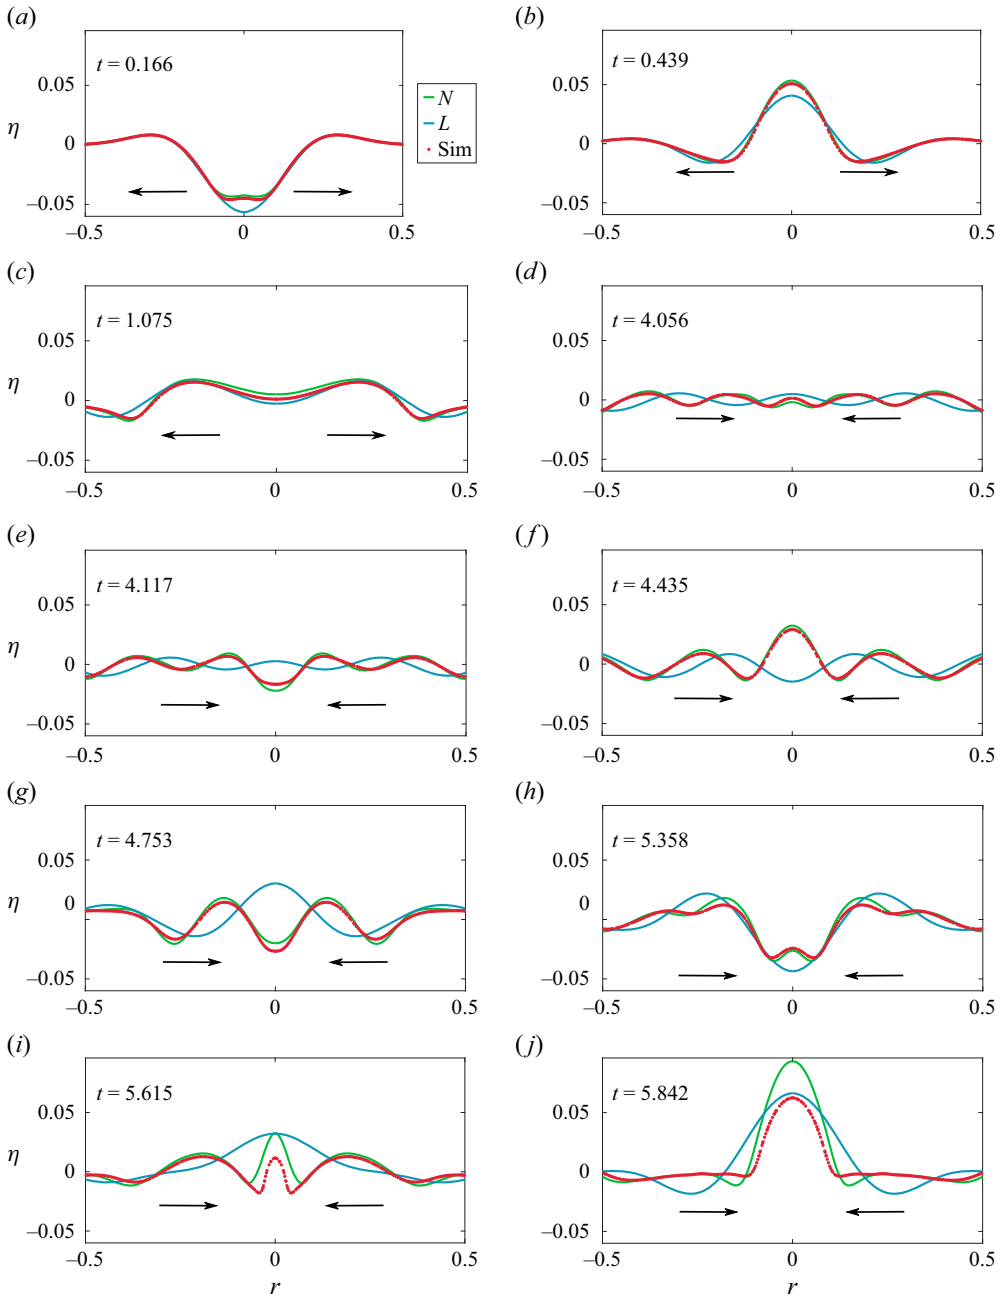 (a)
t = 0.166
0.05
η
0
–0.05
–0.5
0
0.5
N
L
Sim
(b)
t = 0.439
0.05
η
0
–0.05
–0.5
0
0.5
(c)
t = 1.075
0.05
η
0
–0.05
–0.5
0
0.5
(d)
t = 4.056
0.05
0
–0.05
–0.5
0
0.5
(e)
t = 4.117
0.05
η
0
–0.05
–0.5
0
0.5
(f)
t = 4.435
0.05
0
–0.05
–0.5
0
0.5
(g)
t = 4.753
0.05
η
0
–0.05
–0.5
0
0.5
(h)
t = 5.358
0.05
0
–0.05
–0.5
0
0.5
(i)
t = 5.615
0.05
η
0
–0.05
–0.5
0
0.5
r
(j)
t = 5.842
0.05
0
–0.05
–0.5
0
0.5
r